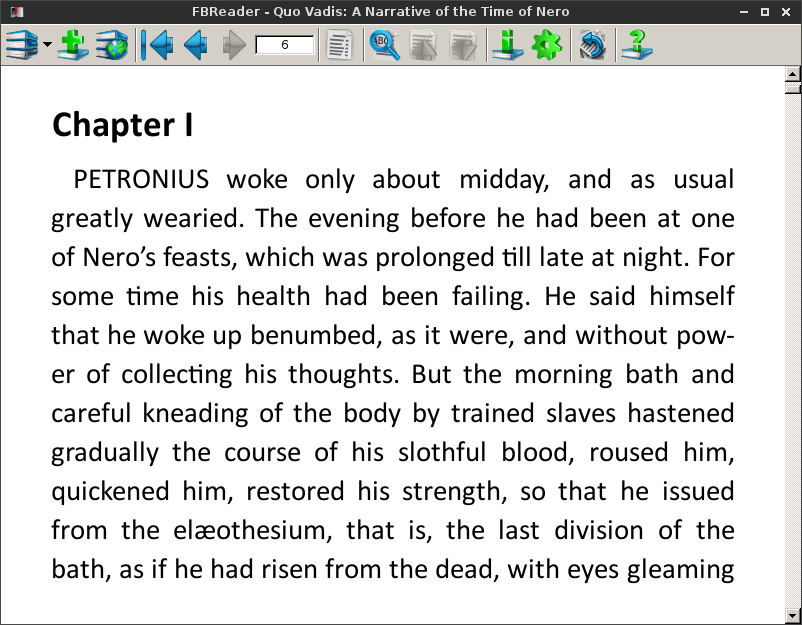 FBReader - Quo Vadis: A Narrative of the Time of Nero
6
ABC
Chapter I
PETRONIUS woke only about midday, and as usual
greatly wearied. The evening before he had been at one
of Nero’s feasts, which was prolonged till late at night. For
some time his health had been failing. He said himself
that he woke up benumbed, as it were, and without pow-
er of collecting his thoughts. But the morning bath and
careful kneading of the body by trained slaves hastened
gradually the course of his slothful blood, roused him,
quickened him, restored his strength, so that he issued
from the elæothesium, that is, the last division of the
bath, as if he had risen from the dead, with eyes gleaming